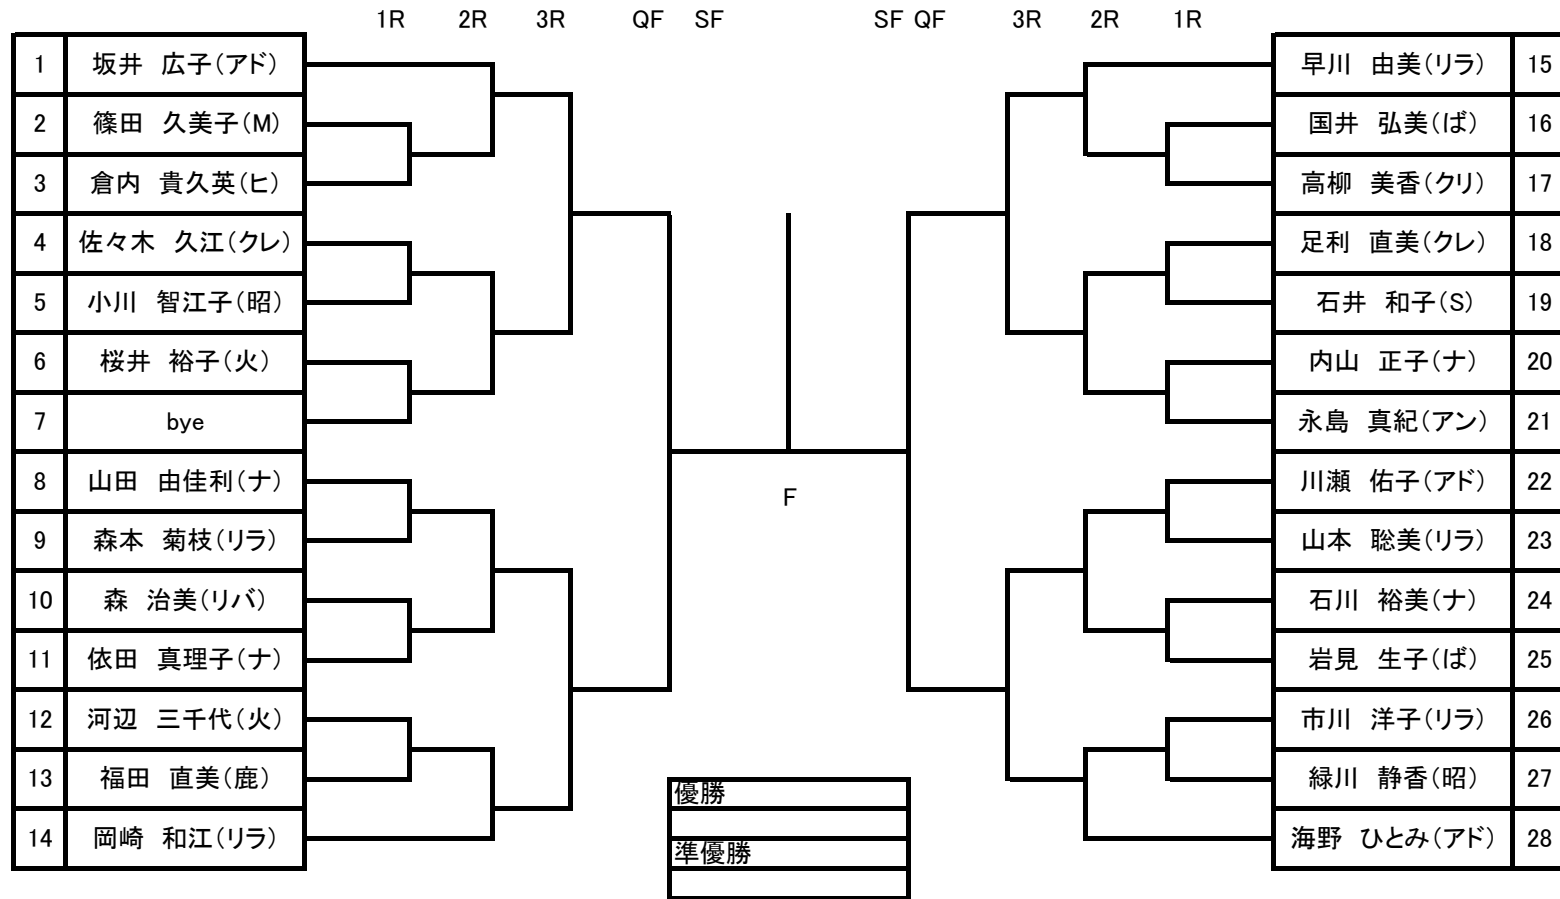 1R 2R 3R QF SF SF QF 3R 2R 1R
1 坂井 広子(アド)
2 篠田 久美子(M)
3 倉内 貴久英(ヒ)
4 佐々木 久江(クレ)
5 小川 智江子(昭)
6 桜井 裕子(火)
7 bye
8 山田 由佳利(ナ)
9 森本 菊枝(リラ)
10 森 治美(リバ)
11 依田 真理子(ナ)
12 河辺 三千代(火)
13 福田 直美(鹿)
14 岡崎 和江(リラ)
F
優勝
準優勝
早川 由美(リラ) 15
国井 弘美(ば) 16
高柳 美香(クリ) 17
足利 直美(クレ) 18
石井 和子(S) 19
内山 正子(ナ) 20
永島 真紀(アン) 21
川瀬 佑子(アド) 22
山本 聡美(リラ) 23
石川 裕美(ナ) 24
岩見 生子(ば) 25
市川 洋子(リラ) 26
緑川 静香(昭) 27
海野 ひとみ(アド) 28